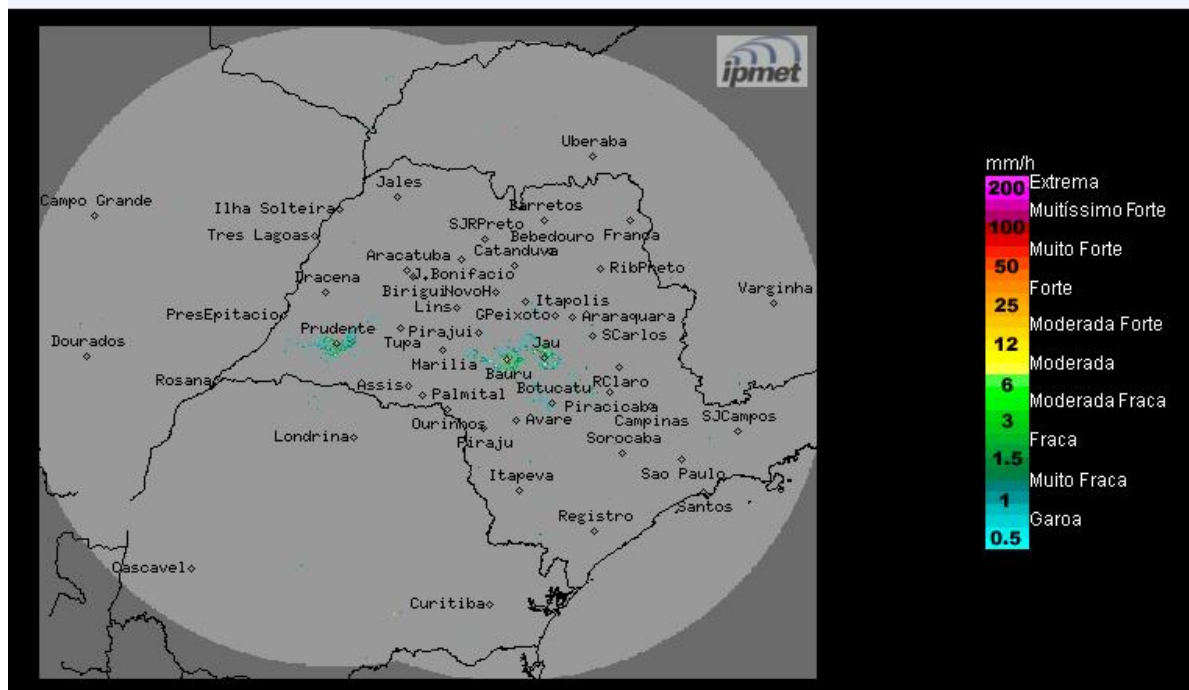 ipmet
Uberaba
Jales
Campo Grande
Ilha Solteira
Barretos
SJRPreto
Tres Lagoas
Bebedouro
Franca
Aracatuba
Catanduva
J.Bonifacio
RibPreto
Dracena
Birigui
NovoH
Itapolis
Varginha
Lins
GPeixoto
Araraquara
PresEpitacio
Prudente
Pirajui
SCarlos
Dourados
Tupa
Jau
Marilia
Bauru
Rosana
Assis
Botucatu
RClaro
Palmital
Piracicaba
SJCampos
Ourinhos
Avare
Campinas
Londrina
Piraju
Sorocaba
Itapeva
Sao Paulo
Santos
Registro
Cascavel
Curitiba
mm/h
200 Extrema
Muitíssimo Forte
100
Muito Forte
50
Forte
25
Moderada Forte
12
Moderada
6
Moderada Fraca
3
Fraca
1.5
Muito Fraca
1
Garoa
0.5